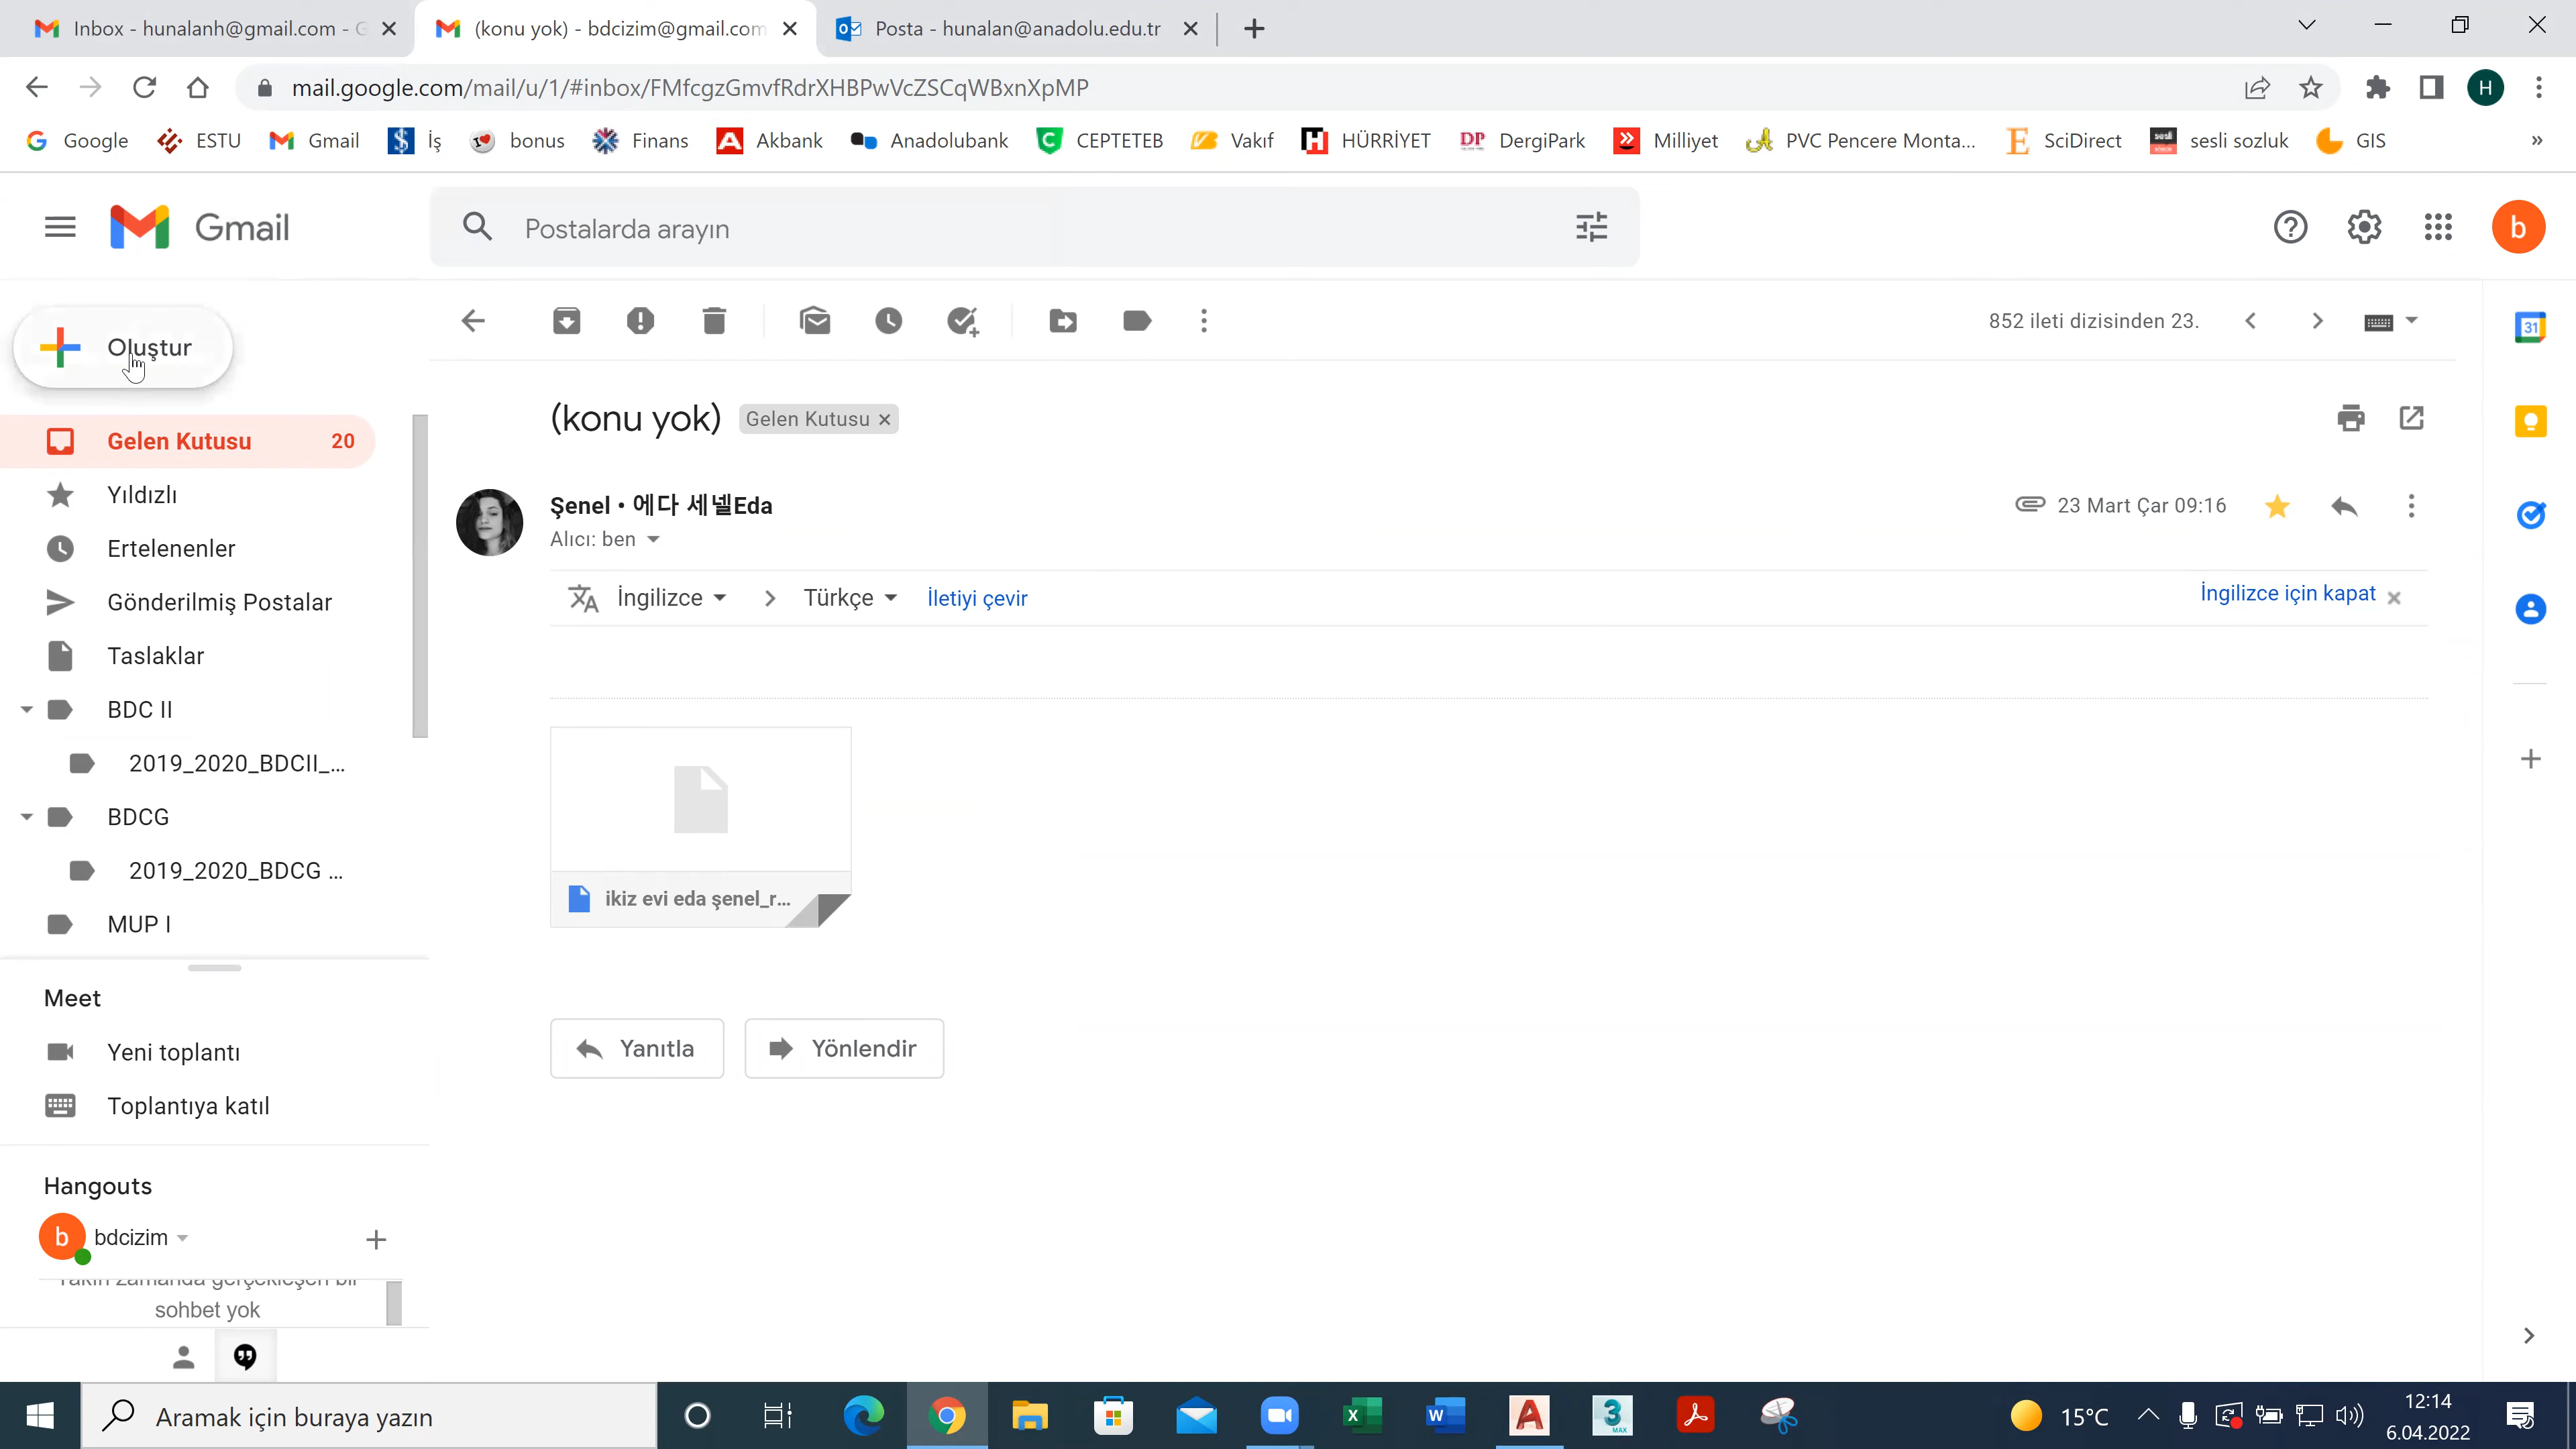 Inbox - hunalanh@gmail.com - G
(konu yok) - bdcizim@gmail.com
Posta - hunalan@anadolu.edu.tr
mail.google.com/mail/u/1/#inbox/FMfcgzGmvfRdrXHBPwVcZSCqWBxnXpMP
H
Google
ESTU
Gmail
İş
bonus
Finans
Akbank
Anadolubank
CEPTETEB
Vakıf
HÜRRİYET
DergiPark
Milliyet
PVC Pencere Monta...
SciDirect
sesli sozluk
GIS
»
Gmail
Postalarda arayın
b
Oluştur
852 ileti dizisinden 23.
31
(konu yok)
Gelen Kutusu
Gelen Kutusu 20
Yıldızlı
Ertelenenler
Gönderilmiş Postalar
Taslaklar
BDC II
2019_2020_BDCII_...
BDCG
2019_2020_BDCG ...
MUP I
Şenel • 에다 세넬Eda
23 Mart Çar 09:16
Alıcı: ben
İngilizce
Türkçe
İletiyi çevir
İngilizce için kapat
ikiz evi eda şenel_r...
Yanıtla
Yönlendir
Meet
Yeni toplantı
Toplantıya katıl
Hangouts
b
bdcizim
Yakın zamanda gerçekleşen bir
sohbet yok
Aramak için buraya yazın
15°C
12:14
6.04.2022